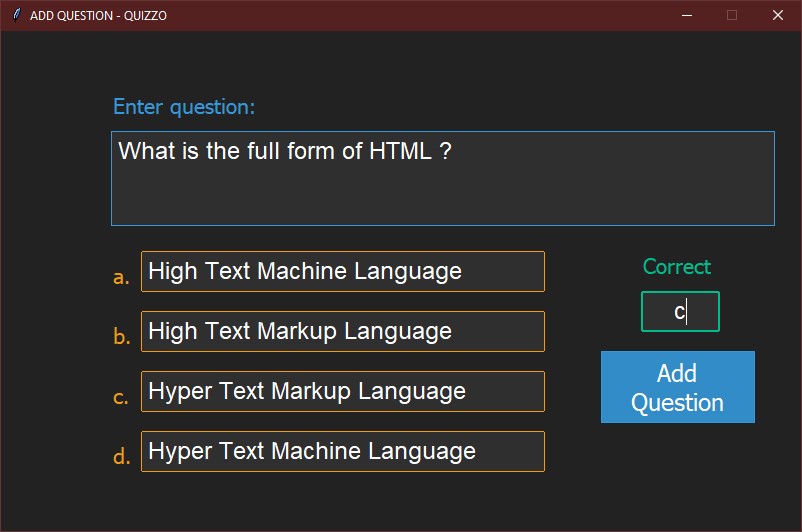 ADD QUESTION - QUIZZO
Enter question:
What is the full form of HTML ?
a. High Text Machine Language
b. High Text Markup Language
c. Hyper Text Markup Language
d. Hyper Text Machine Language
Correct
c
Add
Question